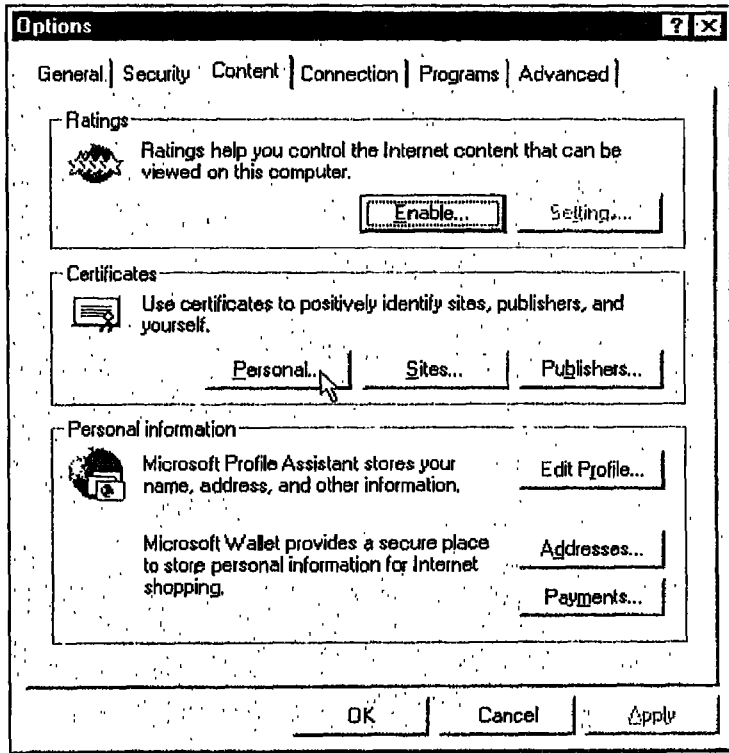 Options
General Security Content Connection Programs Advanced
Ratings
Ratings help you control the Internet content that can be
viewed on this computer.
Enable... Setting....
Certificates
Use certificates to positively identify sites, publishers, and
yourself.
Personal... Sites... Publishers...
Personal information
Microsoft Profile Assistant stores your
name, address, and other information.
Edit Profile...
Microsoft Wallet provides a secure place
to store personal information for Internet
shopping.
Addresses...
Payments...
OK Cancel Apply